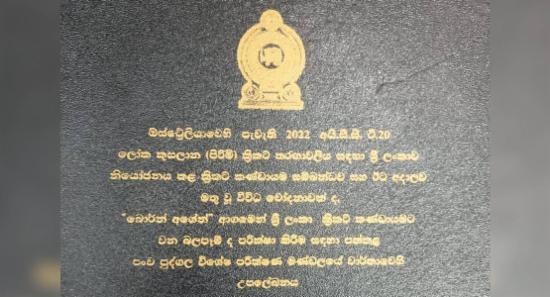 ඕස්ට්‍රේලියාවෙහි පැවැති 2022 අයි.සී.සී. ටී.20
ලෝක කුසලාන (පිරිමි) ක්‍රිකට් තරඟාවලිය සඳහා ශ්‍රී ලංකාව
නියෝජනය කළ ක්‍රිකට් කණ්ඩායම සම්බන්ධව සහ ඊට අදාලව
මතු වූ විවිධ චෝදනාවන් ද,
"බොර්න් අගේන්" ආගමෙන් ශ්‍රී ලංකා ක්‍රිකට් කණ්ඩායමට
වන බලපෑම් ද පරීක්ෂා කිරීම සඳහා පත්කළ
පංච පුද්ගල විශේෂ පරීක්ෂණ මණ්ඩලයේ වාර්තාවෙහි
උපලේඛනය